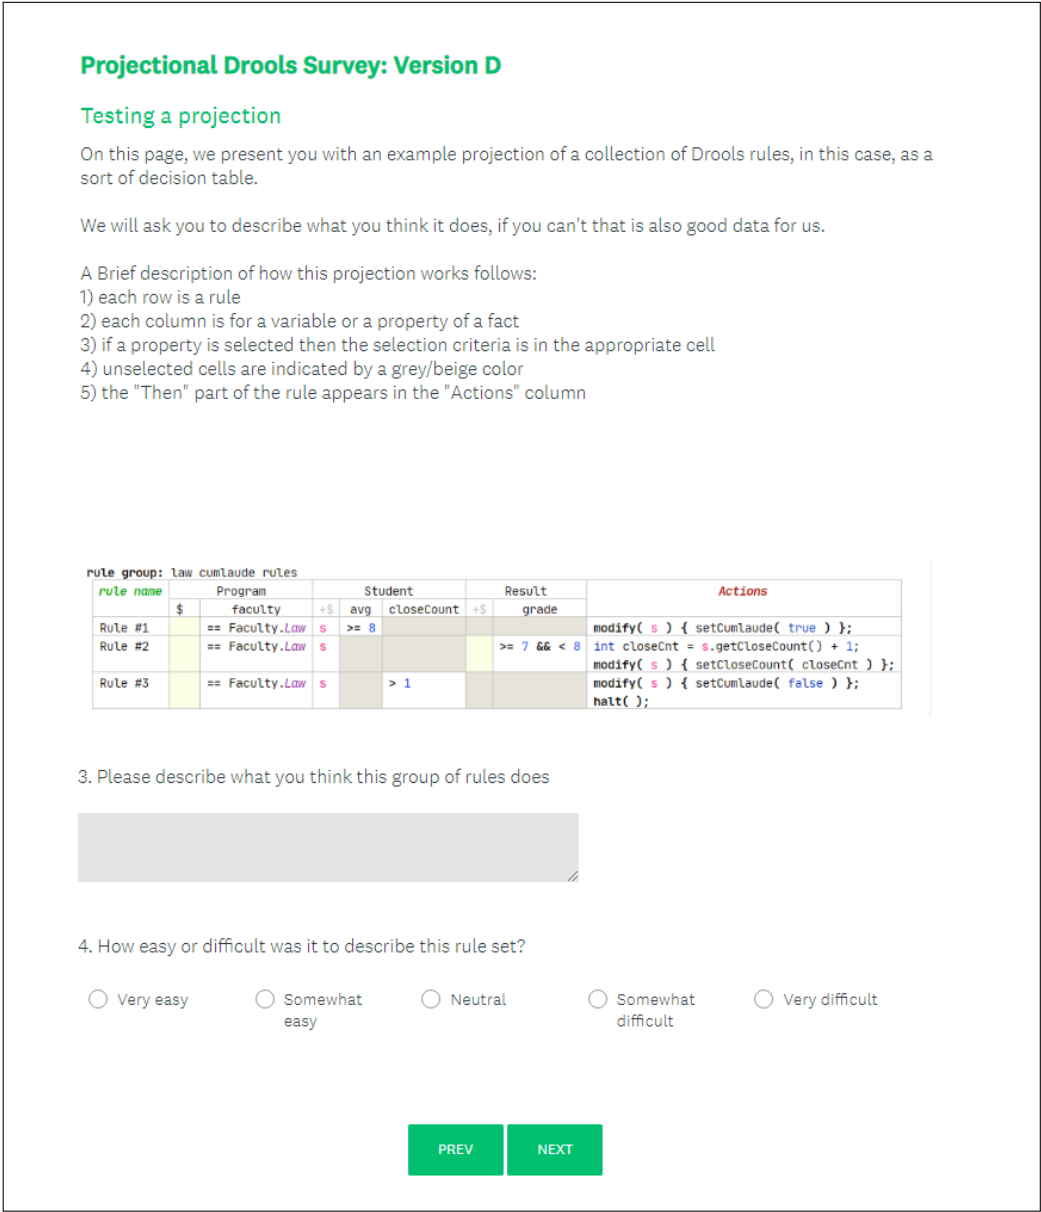 Projectional Drools Survey: Version D
Testing a projection
On this page, we present you with an example projection of a collection of Drools rules, in this case, as a
sort of decision table.
We will ask you to describe what you think it does, if you can't that is also good data for us.
A Brief description of how this projection works follows:
1) each row is a rule
2) each column is for a variable or a property of a fact
3) if a property is selected then the selection criteria is in the appropriate cell
4) unselected cells are indicated by a grey/beige color
5) the "Then" part of the rule appears in the "Actions" column
rule group: law cumlaude rules
rule name Program Student Result Actions
$ faculty +$ avg closeCount +$ grade
Rule #1 == Faculty.Law s >= 8 modify( s ) { setCumlaude( true ) };
Rule #2 == Faculty.Law s >= 7 && < 8 int closeCnt = s.getCloseCount() + 1;
modify( s ) { setCloseCount( closeCnt ) };
Rule #3 == Faculty.Law s > 1 modify( s ) { setCumlaude( false ) };
halt( );
3. Please describe what you think this group of rules does
4. How easy or difficult was it to describe this rule set?
Very easy Somewhat Neutral Somewhat Very difficult
easy difficult
PREV NEXT